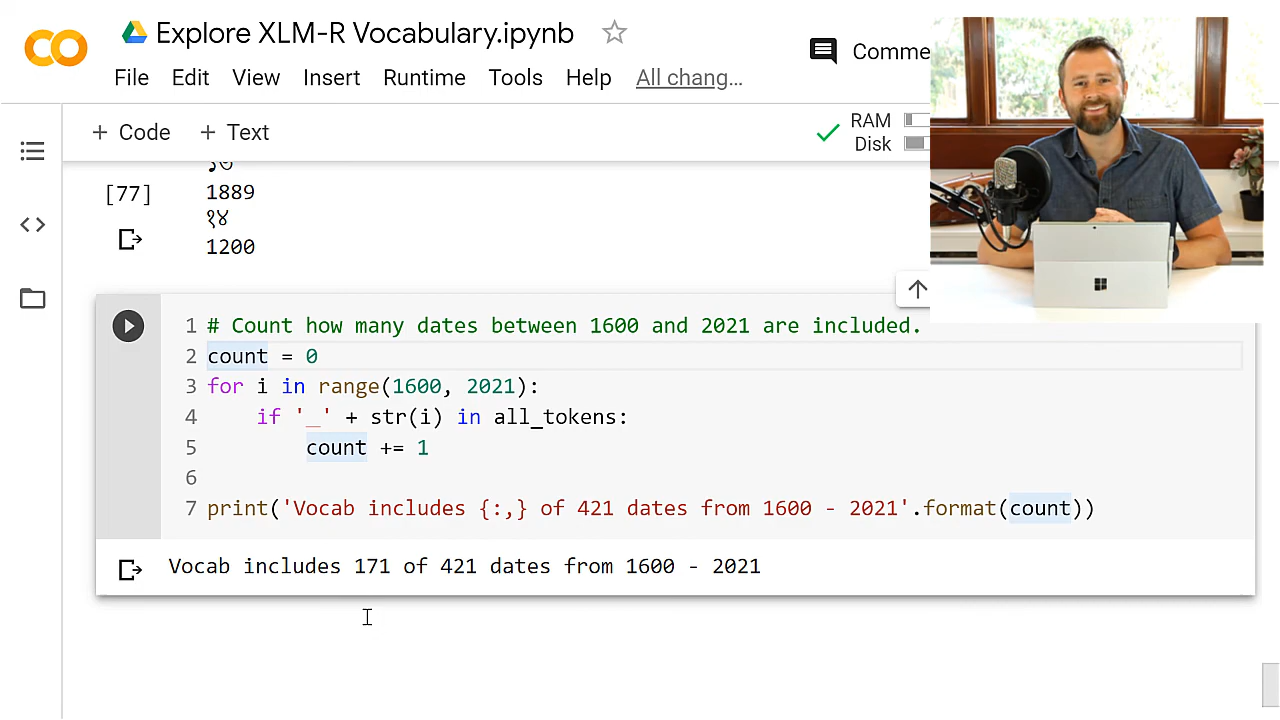 Explore XLM-R Vocabulary.ipynb
File Edit View Insert Runtime Tools Help All chang...
Comme
+ Code + Text
RAM
Disk
[77]
1889
१४
1200
1 # Count how many dates between 1600 and 2021 are included.
2 count = 0
3 for i in range(1600, 2021):
4 if '_' + str(i) in all_tokens:
5 count += 1
6
7 print('Vocab includes {:,} of 421 dates from 1600 - 2021'.format(count))
Vocab includes 171 of 421 dates from 1600 - 2021